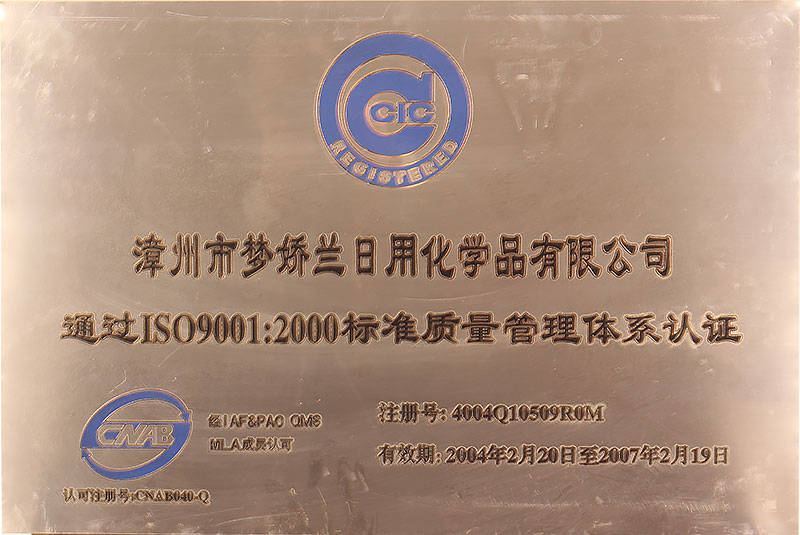 CIC
REGISTERED
漳州市梦娇兰日用化学品有限公司
通过ISO9001:2000标准质量管理体系认证
CNAB
经IAF&PAC QMS
MLA成员认可
认可注册号:CNAB040-Q
注册号: 4004Q10509R0M
有效期: 2004年2月20日至2007年2月19日